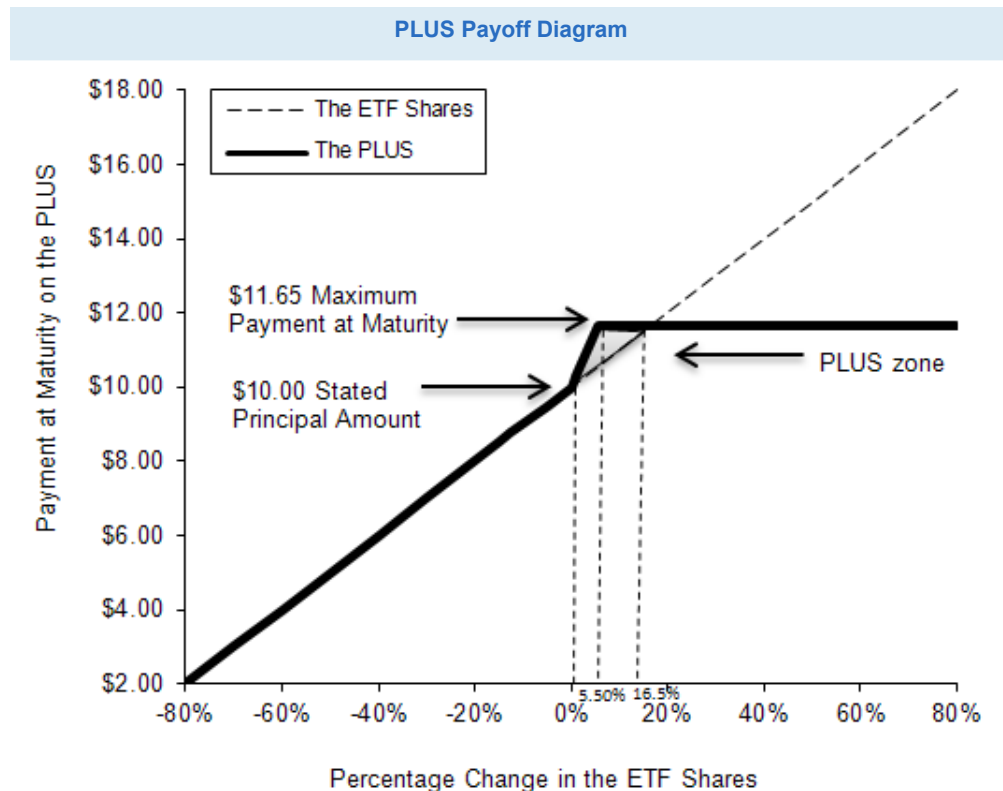 PLUS Payoff Diagram
Payment at Maturity on the PLUS
$18.00
$16.00
$14.00
$12.00
$10.00
$8.00
$6.00
$4.00
$2.00
The ETF Shares
The PLUS
$11.65 Maximum
Payment at Maturity
$10.00 Stated
Principal Amount
PLUS zone
5.50%
16.5%
-80%
-60%
-40%
-20%
0%
20%
40%
60%
80%
Percentage Change in the ETF Shares